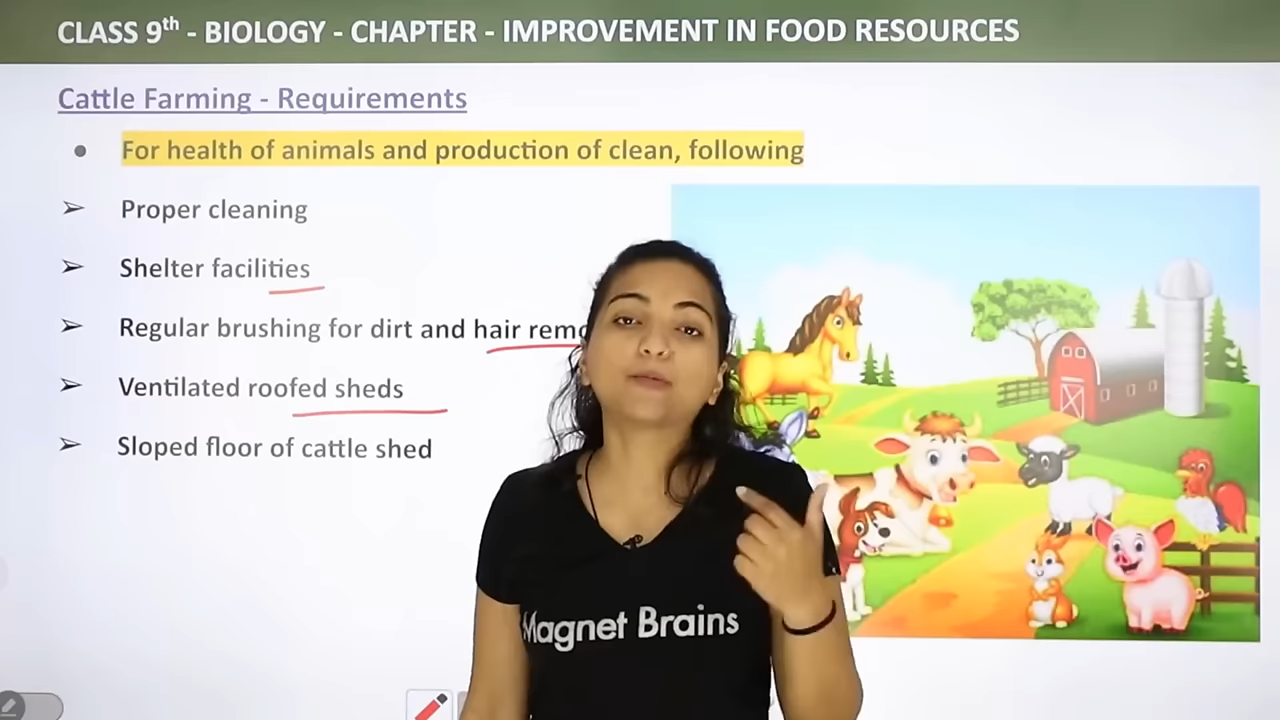 CLASS 9th - BIOLOGY - CHAPTER - IMPROVEMENT IN FOOD RESOURCES
Cattle Farming - Requirements
● For health of animals and production of clean, following
➢ Proper cleaning
➢ Shelter facilities
➢ Regular brushing for dirt and hair
➢ Ventilated roofed sheds
➢ Sloped floor of cattle shed
Magnet Brains